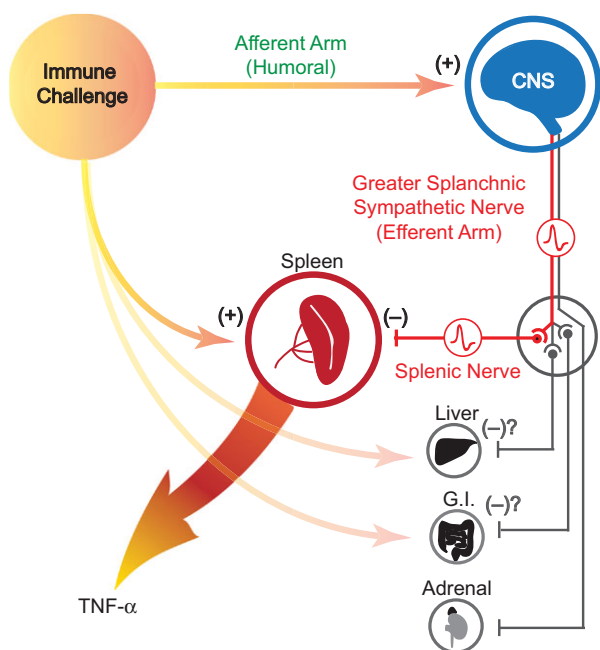 Immune
Challenge
Afferent Arm
(Humoral)
(+)
CNS
Greater Splanchnic
Sympathetic Nerve
(Efferent Arm)
Spleen
(+)
(–)
Splenic Nerve
Liver
(–)?
G.I.
(–)?
Adrenal
TNF-α